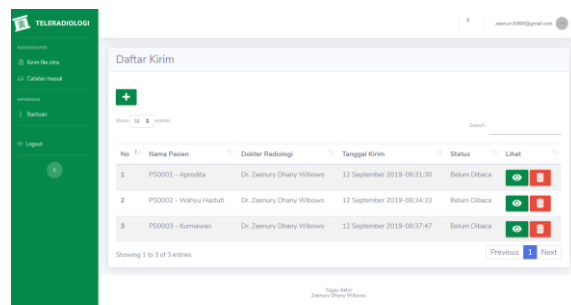 TELERADIOLOGI
RADIOGRAFER
Kirim file citra
Catatan masuk
INFORMASI
Bantuan
Logout
Daftar Kirim
+
Show 10 entries
Search:
No Nama Pasien Dokter Radiologi Tanggal Kirim Status Lihat
1 PS0001 - Aprodita Dr. Zaenury Dhany Wibowo 12 September 2019-08:31:30 Belum Dibaca
2 PS0002 - Wahyu Hastuti Dr. Zaenury Dhany Wibowo 12 September 2019-08:34:33 Belum Dibaca
3 PS0003 - Kurniawan Dr. Zaenury Dhany Wibowo 12 September 2019-08:37:47 Belum Dibaca
Showing 1 to 3 of 3 entries
Previous 1 Next
Tugas Akhir
Zaenury Dhany Wibowo